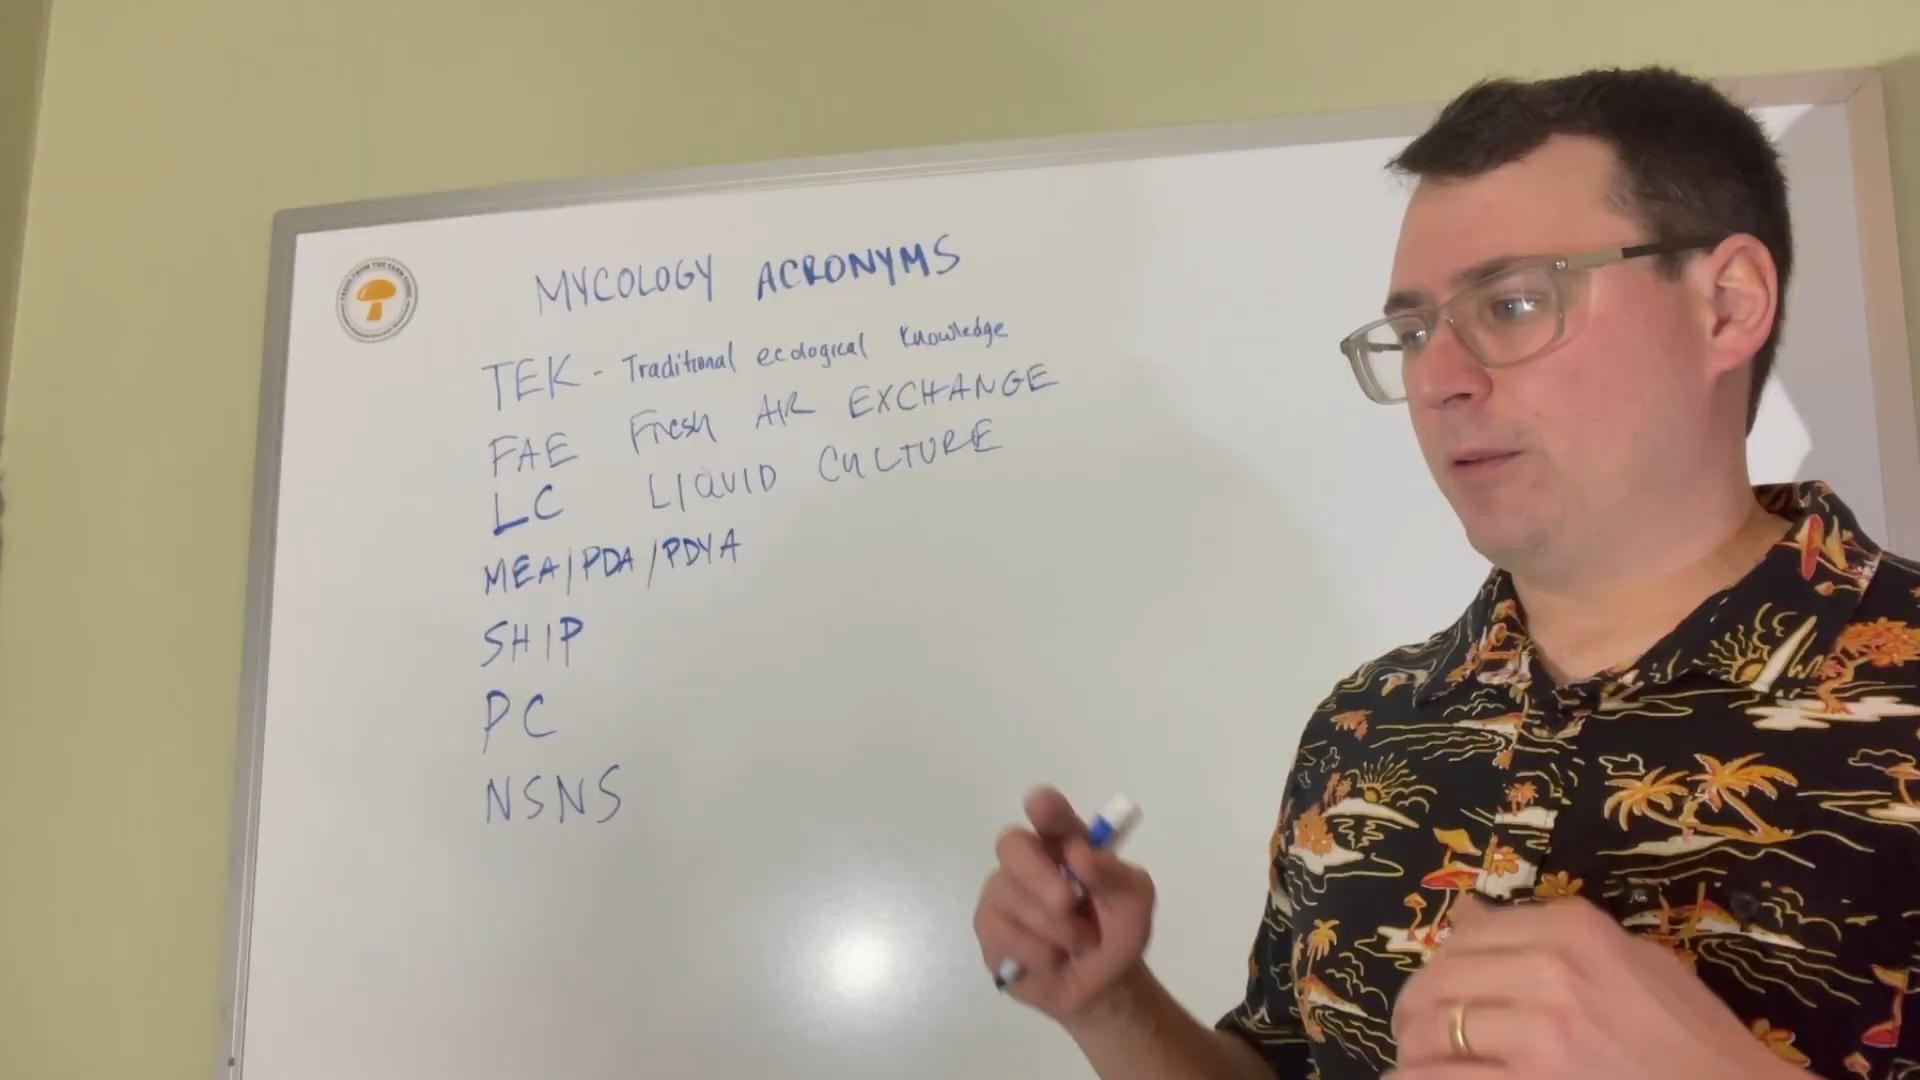 MYCOLOGY ACRONYMS
TEK - Traditional ecological knowledge
FAE Fresh AIR EXCHANGE
LC LIQUID CULTURE
MEA/PDA/PDYA
SHIP
PC
NSNS